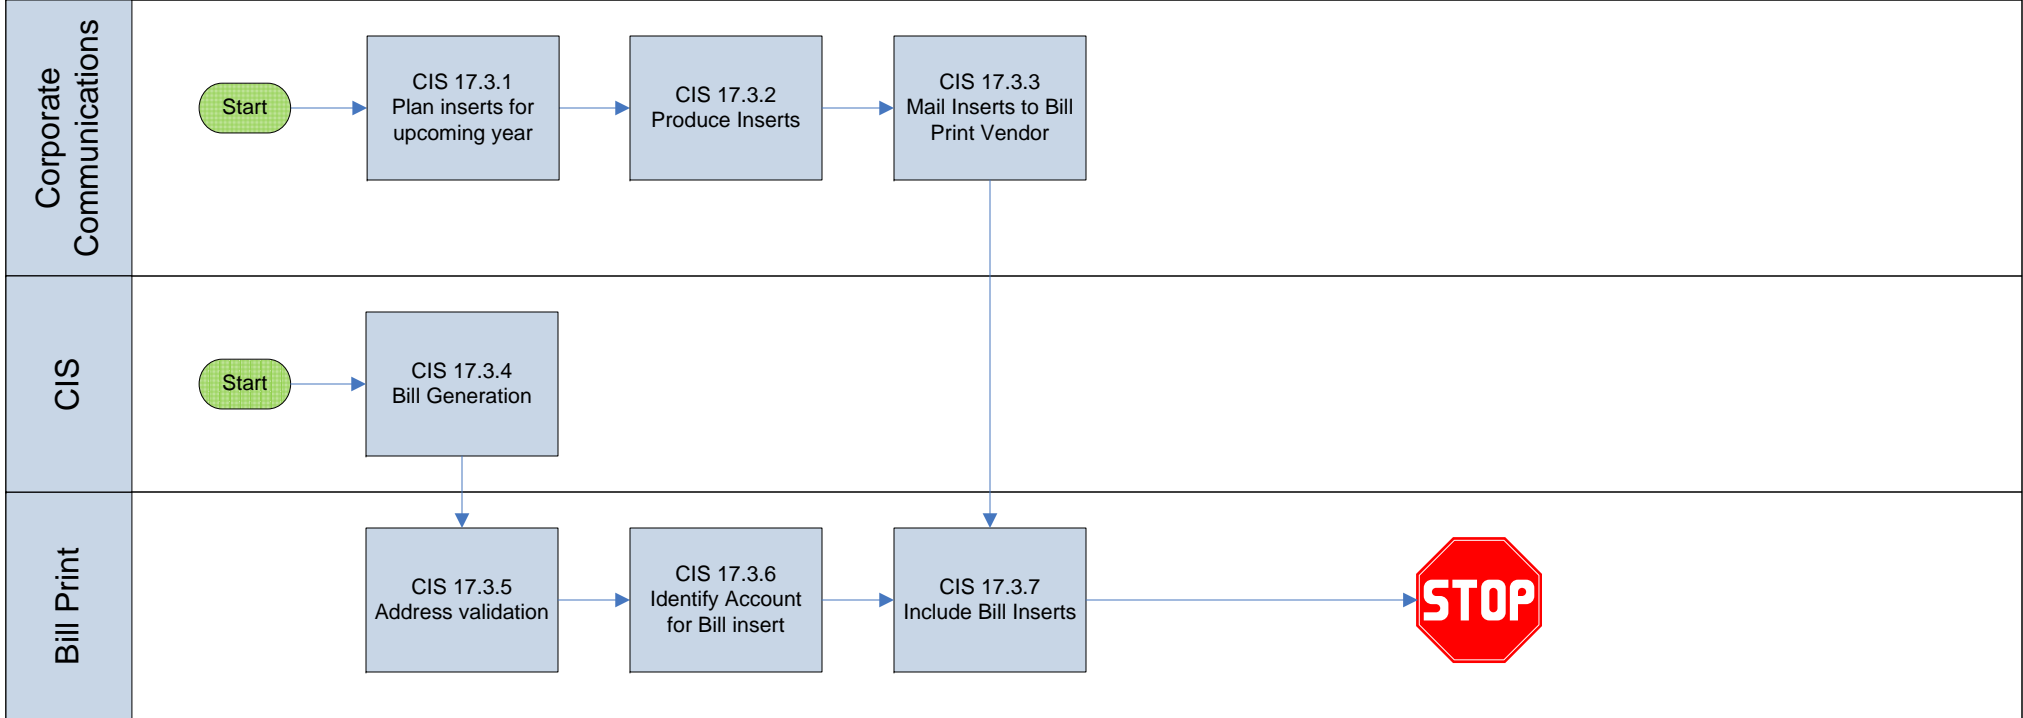 Corporate
Communications
Start
CIS 17.3.1
Plan inserts for
upcoming year
CIS 17.3.2
Produce Inserts
CIS 17.3.3
Mail Inserts to Bill
Print Vendor
CIS
Start
CIS 17.3.4
Bill Generation
Bill Print
CIS 17.3.5
Address validation
CIS 17.3.6
Identify Account
for Bill insert
CIS 17.3.7
Include Bill Inserts
STOP